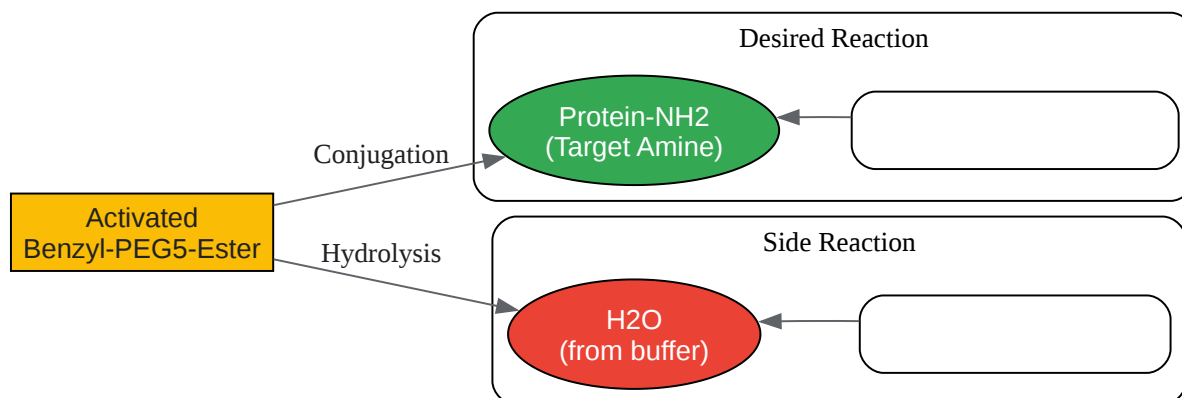 Desired Reaction
Protein-NH2
(Target Amine)
Conjugation
Activated
Benzyl-PEG5-Ester
Hydrolysis
Side Reaction
H2O
(from buffer)